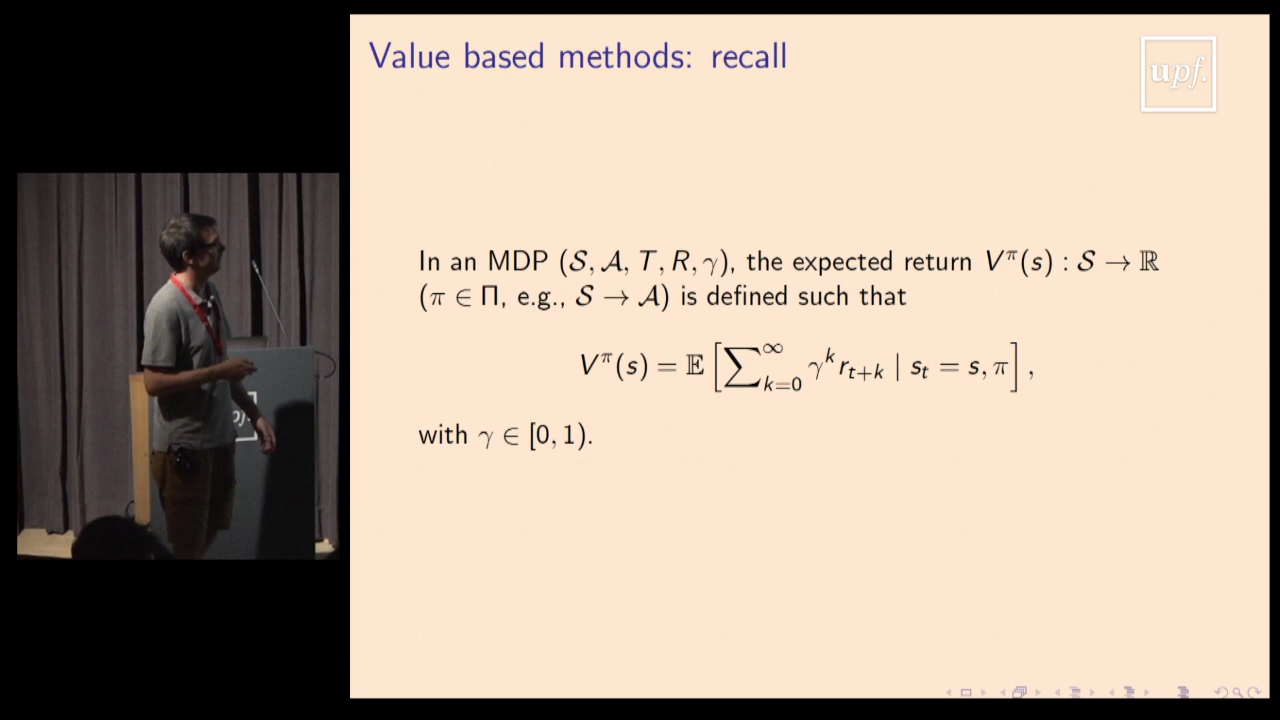 Value based methods: recall
upf.
In an MDP (𝒮, 𝒜, T, R, γ), the expected return V^π(s) : 𝒮 → ℝ
(π ∈ Π, e.g., 𝒮 → 𝒜) is defined such that
V^π(s) = 𝔼 [∑_{k=0}^{∞} γ^k r_{t+k} | s_t = s, π] ,
with γ ∈ [0, 1).